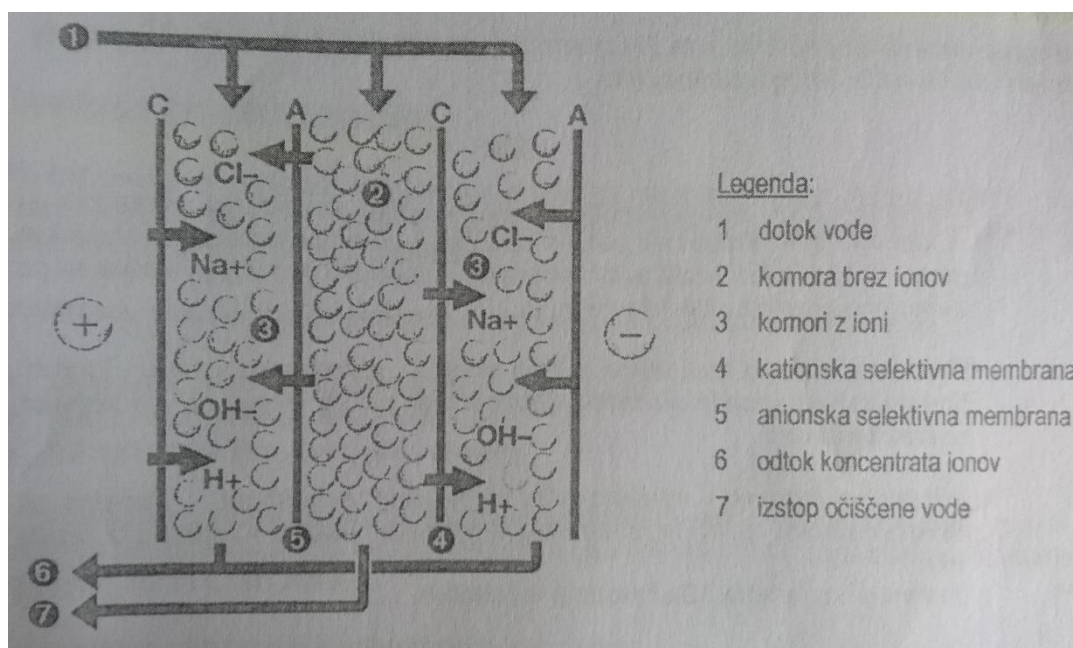 1
C A C A
Cl–
2
Cl–
Na+
3
Na+
+
3
–
OH–
OH–
H+
H+
5
4
6
7
Legenda:
1 dotok vode
2 komora brez ionov
3 komori z ioni
4 kationska selektivna membrana
5 anionska selektivna membrana
6 odtok koncentrata ionov
7 izstop očiščene vode